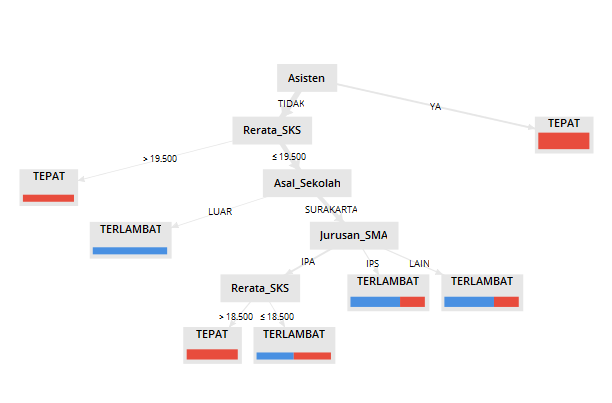 Asisten
TIDAK
YA
TEPAT
Rerata_SKS
> 19.500
≤ 19.500
TEPAT
Asal_Sekolah
LUAR
SURAKARTA
TERLAMBAT
Jurusan_SMA
IPA
IPS
LAIN
Rerata_SKS
TERLAMBAT
TERLAMBAT
> 18.500
≤ 18.500
TEPAT
TERLAMBAT